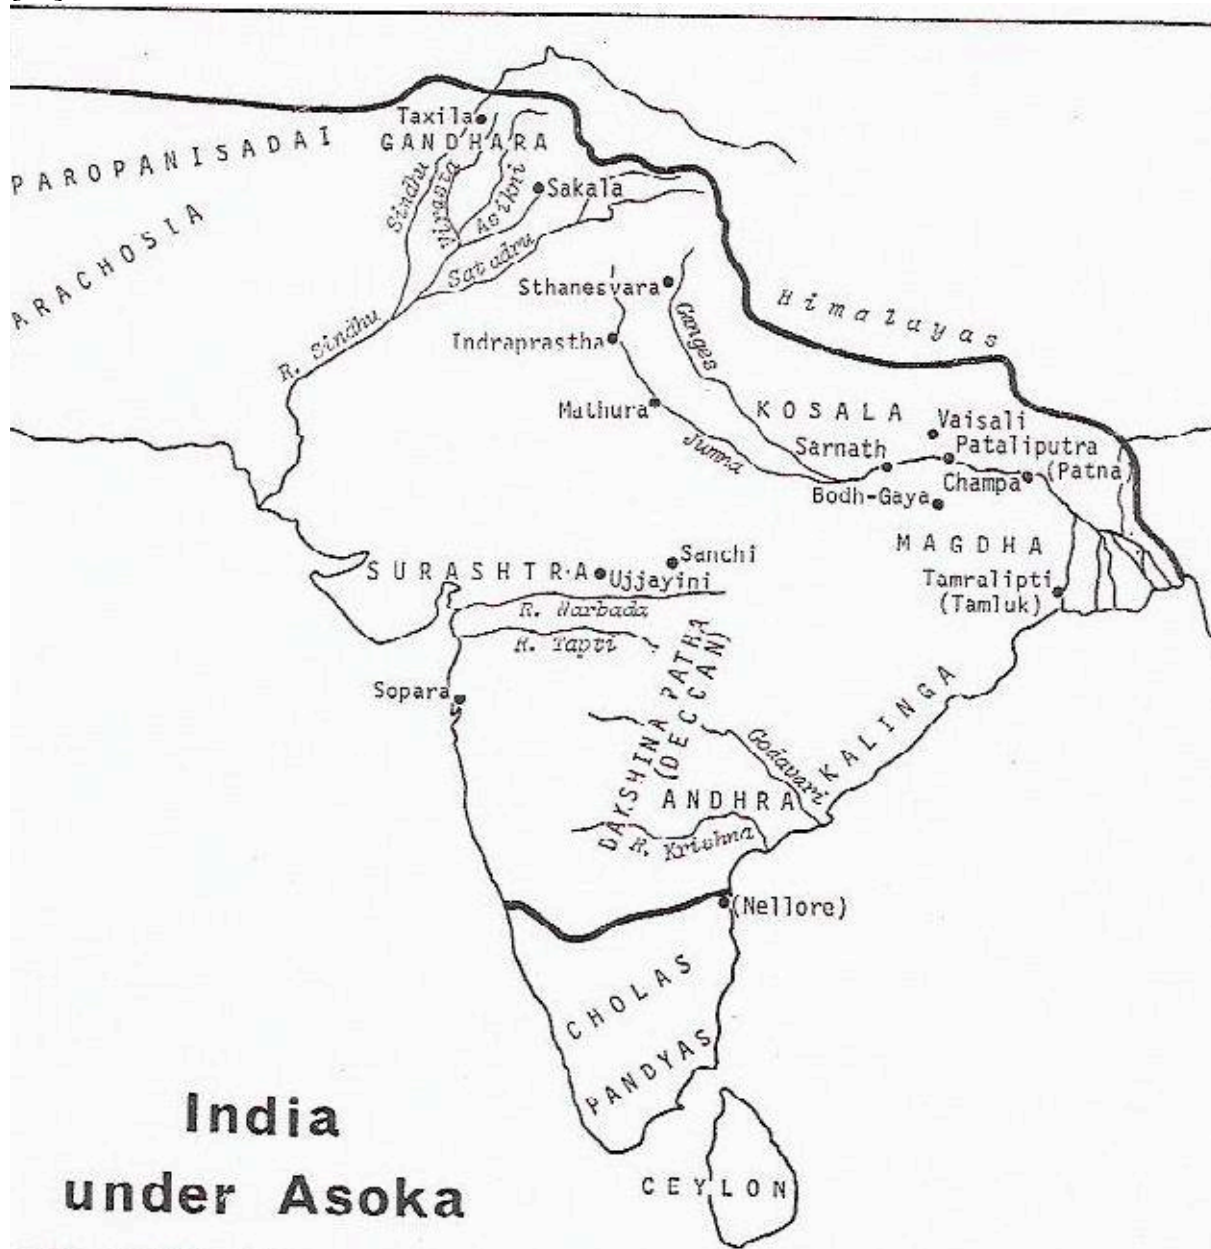 Taxila
GANDHARA
PAROPANISADAI
ARACHOSIA
Sindhu
Asikni
Sakala
Satadru
R. Sindhu
Sthanesvara
Ganges
Himalayas
Indraprastha
Mathura
Jumna
KOSALA
Vaisali
Sarnath
Pataliputra
(Patna)
Champa
Bodh-Gaya
MAGDHA
Tamralipti
(Tamluk)
SURASHTRA
Ujjayini
Sanchi
R. Narbada
R. Tapti
Sopara
DAKSHINA PATHA
(DECCAN)
Godavari
KALINGA
ANDHRA
R. Krishna
(Nellore)
CHOLAS
PANDYAS
CEYLON
India
under Asoka